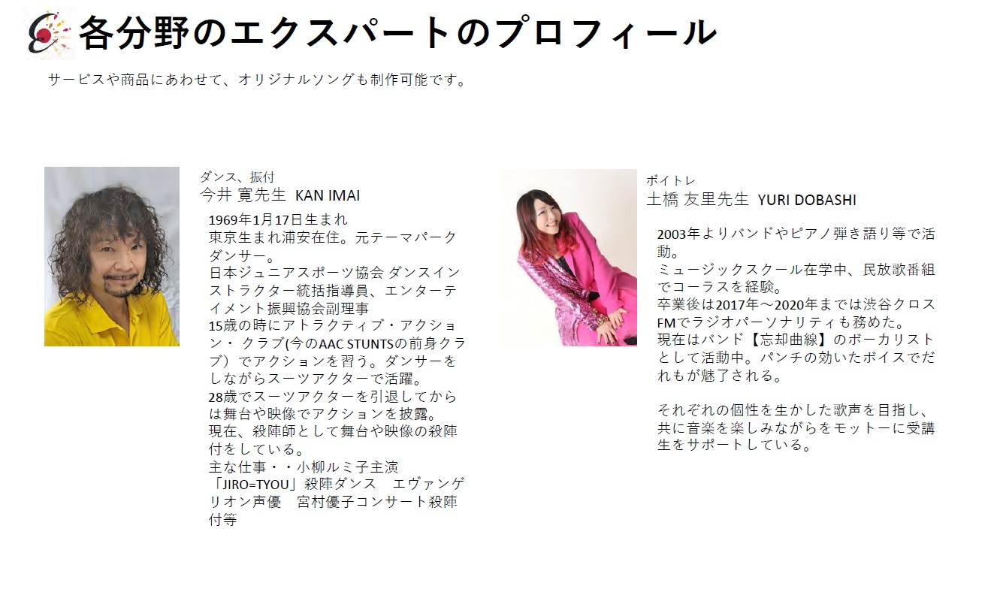 各分野のエクスパートのプロフィール
サービスや商品にあわせて、オリジナルソングも制作可能です。
ダンス、振付
今井 寛先生 KAN IMAI
1969年1月17日生まれ
東京生まれ浦安在住。元テーマパーク
ダンサー。
日本ジュニアスポーツ協会 ダンスイン
ストラクター統括指導員、エンターテ
イメント振興協会副理事
15歳の時にアトラクティブ・アクショ
ン・ クラブ(今のAAC STUNTSの前身クラ
ブ）でアクションを習う。ダンサーを
しながらスーツアクターで活躍。
28歳でスーツアクターを引退してから
は舞台や映像でアクションを披露。
現在、殺陣師として舞台や映像の殺陣
付をしている。
主な仕事・・小柳ルミ子主演
「JIRO=TYOU」殺陣ダンス　エヴァンゲ
リオン声優　宮村優子コンサート殺陣
付等
ボイトレ
土橋 友里先生 YURI DOBASHI
2003年よりバンドやピアノ弾き語り等で活
動。
ミュージックスクール在学中、民放歌番組
でコーラスを経験。
卒業後は2017年～2020年までは渋谷クロス
FMでラジオパーソナリティも務めた。
現在はバンド【忘却曲線】のボーカリスト
として活動中。パンチの効いたボイスでだ
れもが魅了される。
それぞれの個性を生かした歌声を目指し、
共に音楽を楽しみながらをモットーに受講
生をサポートしている。